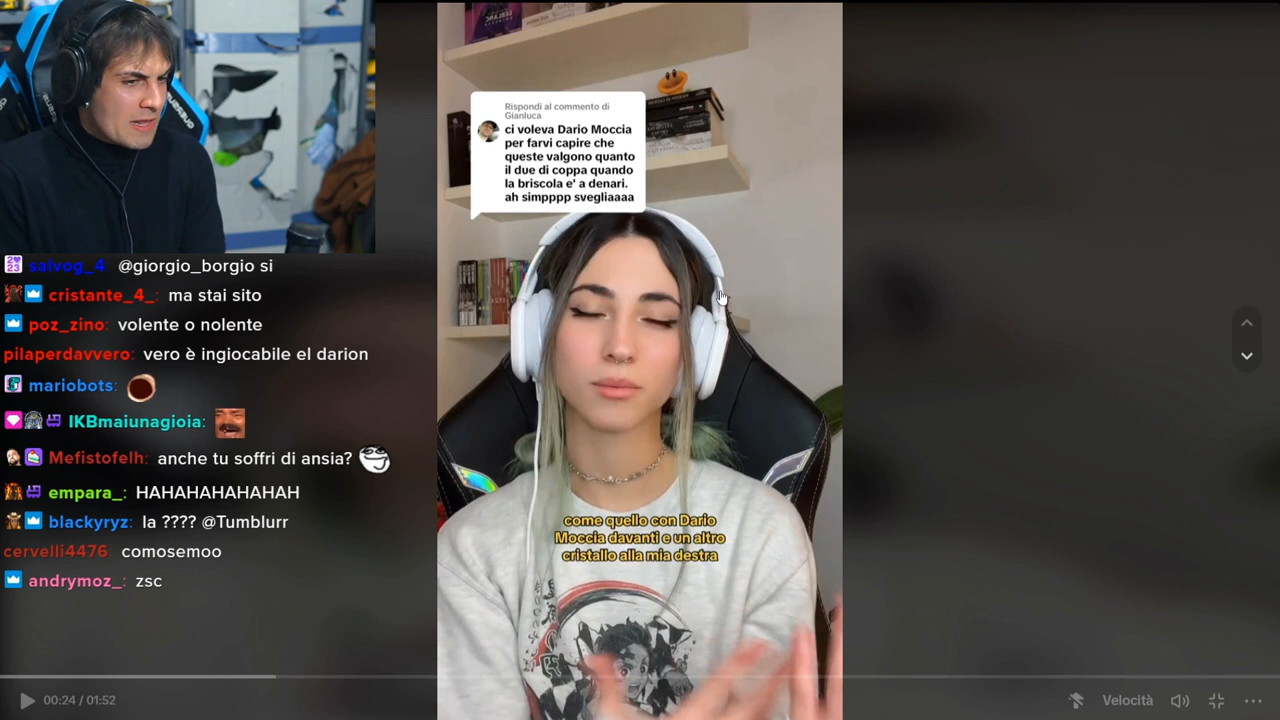 LEBLANC
Rispondi al commento di
Gianluca
ci voleva Dario Moccia
per farvi capire che
queste valgono quanto
il due di coppa quando
la briscola e' a denari.
ah simpppp svegliaaaa
salvog_4: @giorgio_borgio si
cristante_4_: ma stai sito
poz_zino: volente o nolente
pilaperdavvero: vero è ingiocabile el darion
mariobots:
IKBmaiunagioia:
Mefistofelh: anche tu soffri di ansia?
empara_: HAHAHAHAHAHAH
blackyryz: la ???? @Tumblurr
cervelli4476: comosemoo
andrymoz_: zsc
come quello con Dario
Moccia davanti e un altro
cristallo alla mia destra
00:24 / 01:52
Velocità